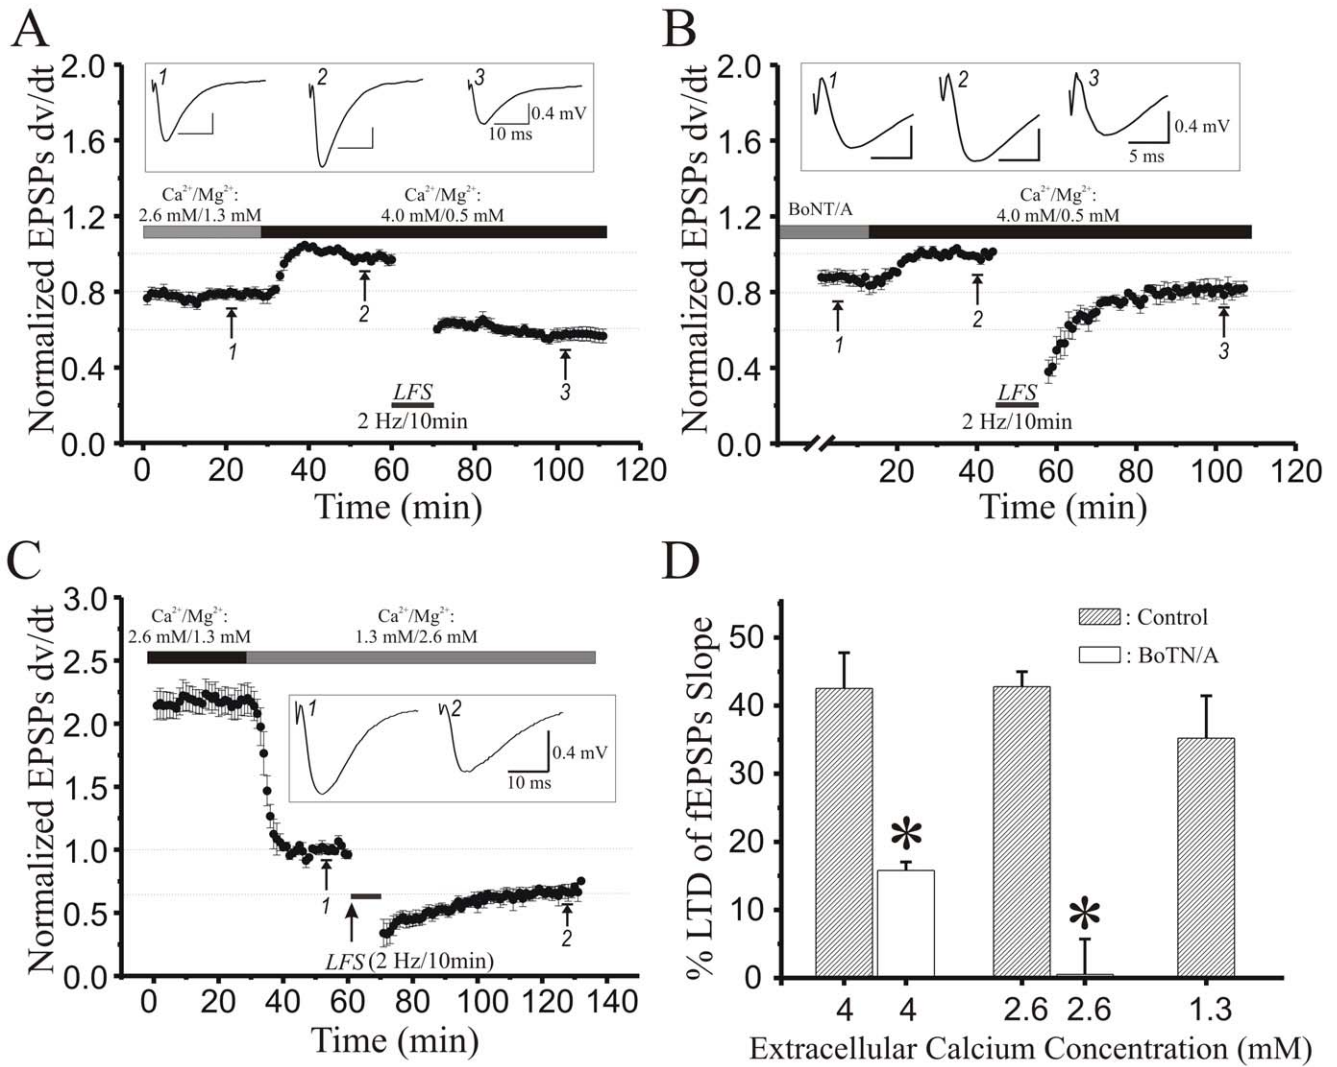 A
Normalized EPSPs dv/dt
2.0
1.6
1.2
0.8
0.4
0.0
1
2
3
0.4 mV
10 ms
Ca²⁺/Mg²⁺:
2.6 mM/1.3 mM
Ca²⁺/Mg²⁺:
4.0 mM/0.5 mM
1
2
3
LFS
2 Hz/10min
0 20 40 60 80 100 120
Time (min)
B
Normalized EPSPs dv/dt
2.0
1.6
1.2
0.8
0.4
0.0
1
2
3
0.4 mV
5 ms
BoNT/A
Ca²⁺/Mg²⁺:
4.0 mM/0.5 mM
1
2
3
LFS
2 Hz/10min
20 40 60 80 100 120
Time (min)
C
Normalized EPSPs dv/dt
3.0
2.5
2.0
1.5
1.0
0.5
0.0
Ca²⁺/Mg²⁺:
2.6 mM/1.3 mM
Ca²⁺/Mg²⁺:
1.3 mM/2.6 mM
1
2
0.4 mV
10 ms
1
2
LFS (2 Hz/10min)
0 20 40 60 80 100 120 140
Time (min)
D
% LTD of fEPSPs Slope
50
40
30
20
10
0
: Control
: BoTN/A
*
*
4 4 2.6 2.6 1.3
Extracellular Calcium Concentration (mM)